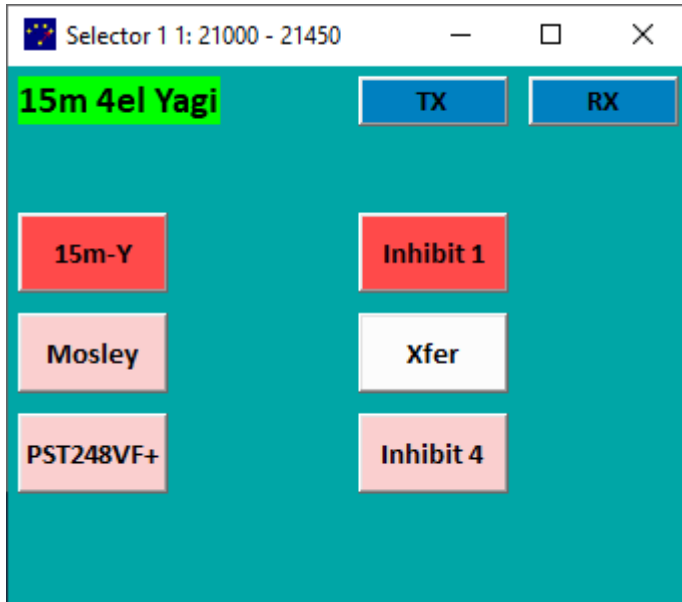 Selector 1 1: 21000 - 21450
15m 4el Yagi TX RX
15m-Y Inhibit 1
Mosley Xfer
PST248VF+ Inhibit 4